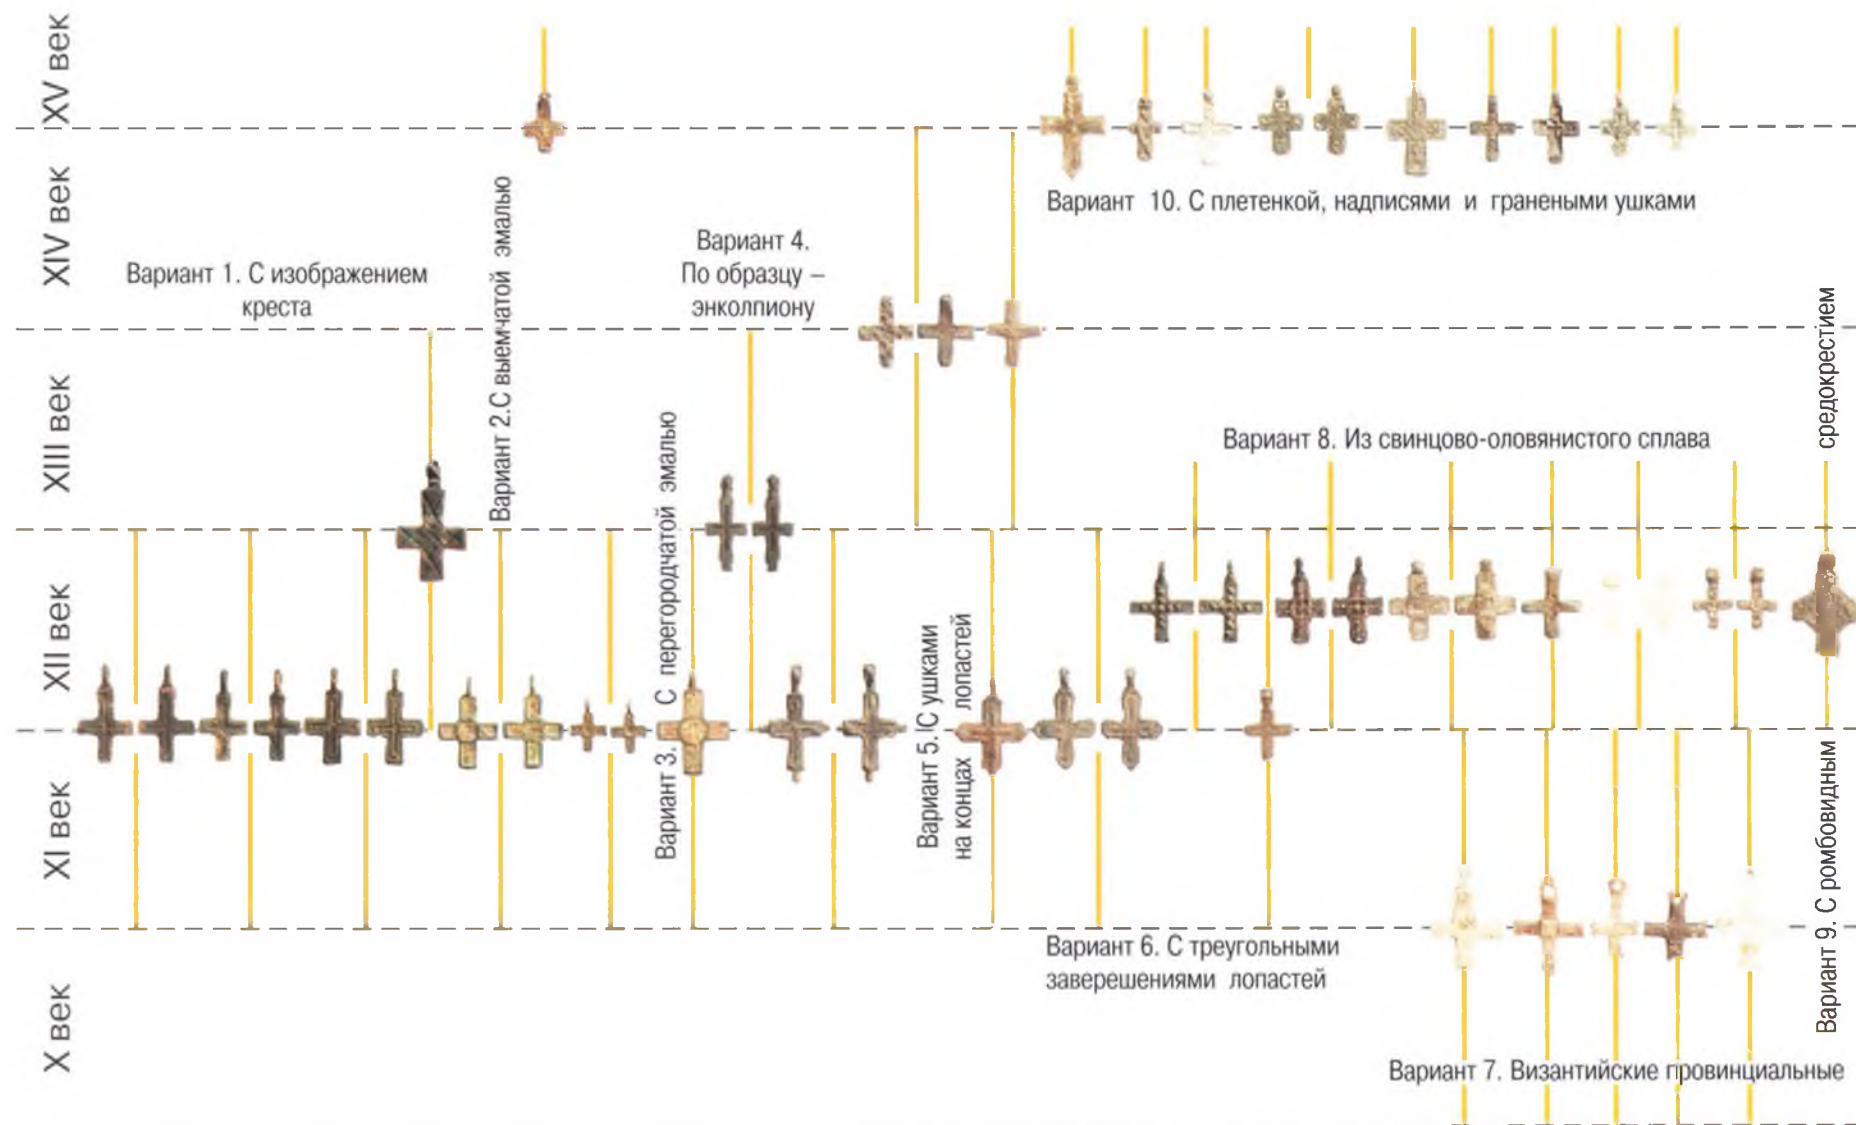 XV век
XIV век
XIII век
XII век
XI век
X век
Вариант 1. С изображением
креста
Вариант 2.С выемчатой эмалью
Вариант 3. С перегородчатой эмалью
Вариант 4.
По образцу –
энколпиону
Вариант 5. С ушками
на концах лопастей
Вариант 6. С треугольными
заверешениями лопастей
Вариант 7. Византийские провинциальные
Вариант 8. Из свинцово-оловянистого сплава
Вариант 9. С ромбовидным средокрестием
Вариант 10. С плетенкой, надписями и гранеными ушками